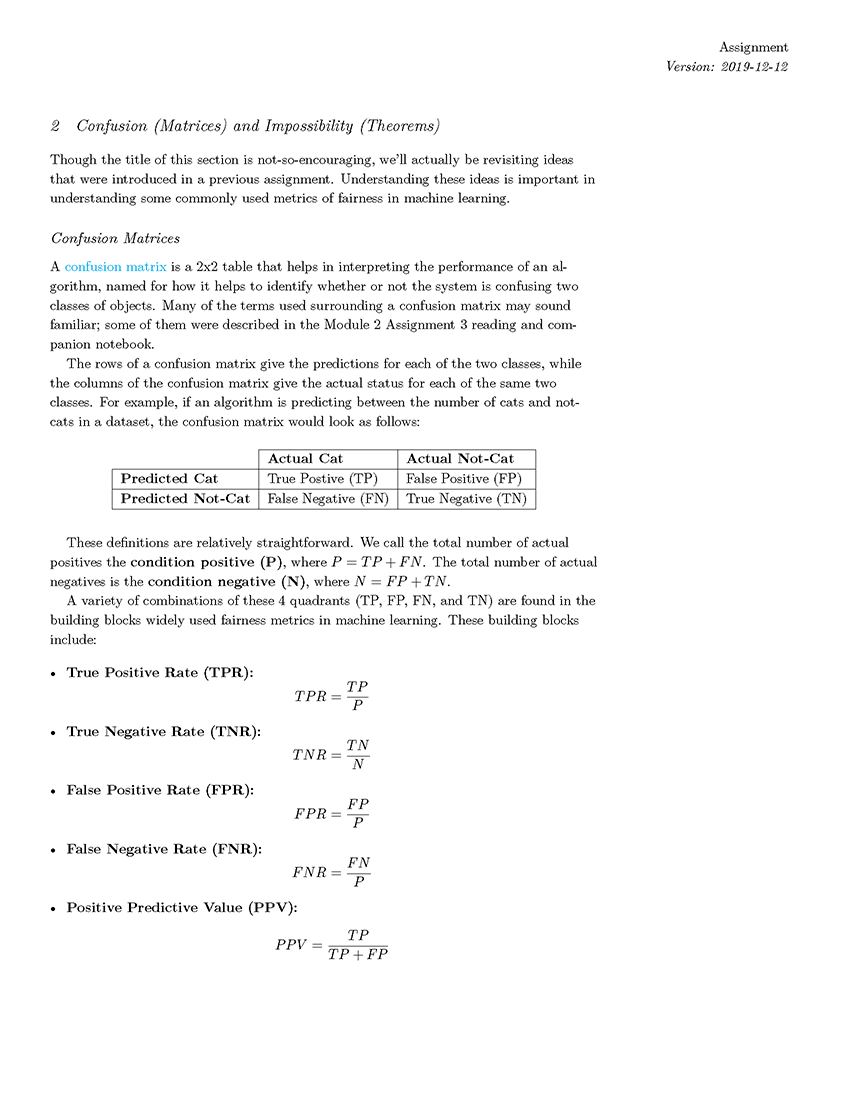 Assignment
Version: 2019-12-12
2 Confusion (Matrices) and Impossibility (Theorems)
Though the title of this section is not-so-encouraging, we'll actually be revisiting ideas
that were introduced in a previous assignment. Understanding these ideas is important in
understanding some commonly used metrics of fairness in machine learning.
Confusion Matrices
A confusion matrix is a 2x2 table that helps in interpreting the performance of an al-
gorithm, named for how it helps to identify whether or not the system is confusing two
classes of objects. Many of the terms used surrounding a confusion matrix may sound
familiar; some of them were described in the Module 2 Assignment 3 reading and com-
panion notebook.
The rows of a confusion matrix give the predictions for each of the two classes, while
the columns of the confusion matrix give the actual status for each of the same two
classes. For example, if an algorithm is predicting between the number of cats and not-
cats in a dataset, the confusion matrix would look as follows:
Actual Cat Actual Not-Cat
Predicted Cat True Postive (TP) False Positive (FP)
Predicted Not-Cat False Negative (FN) True Negative (TN)
These definitions are relatively straightforward. We call the total number of actual
positives the condition positive (P), where P = TP + FN. The total number of actual
negatives is the condition negative (N), where N = FP + TN.
A variety of combinations of these 4 quadrants (TP, FP, FN, and TN) are found in the
building blocks widely used fairness metrics in machine learning. These building blocks
include:
• True Positive Rate (TPR):
TPR = TP / P
• True Negative Rate (TNR):
TNR = TN / N
• False Positive Rate (FPR):
FPR = FP / P
• False Negative Rate (FNR):
FNR = FN / P
• Positive Predictive Value (PPV):
PPV = TP / TP + FP